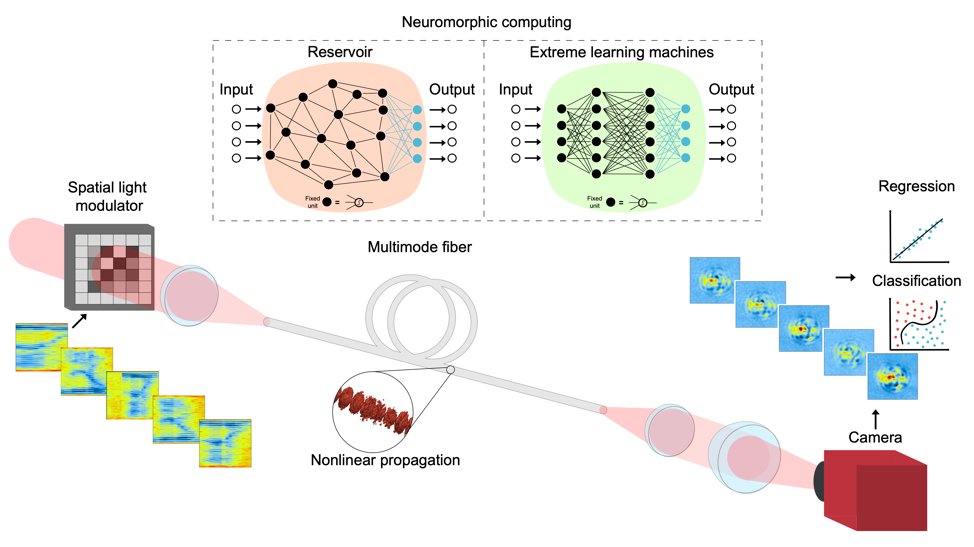 Neuromorphic computing
Reservoir
Extreme learning machines
Input
Output
Input
Output
Fixed
unit
=
Fixed
unit
=
Spatial light
modulator
Multimode fiber
Nonlinear propagation
Regression
Classification
Camera